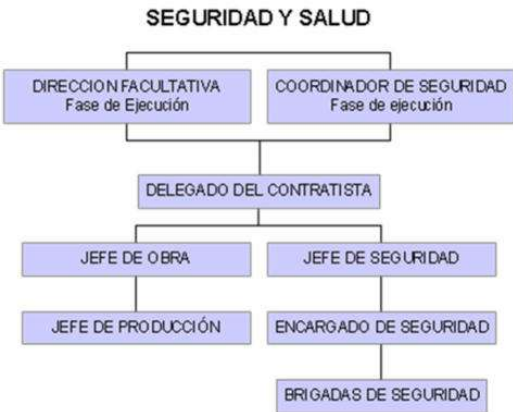 SEGURIDAD Y SALUD
DIRECCION FACULTATIVA
Fase de Ejecución
COORDINADOR DE SEGURIDAD
Fase de ejecución
DELEGADO DEL CONTRATISTA
JEFE DE OBRA
JEFE DE SEGURIDAD
JEFE DE PRODUCCIÓN
ENCARGADO DE SEGURIDAD
BRIGADAS DE SEGURIDAD